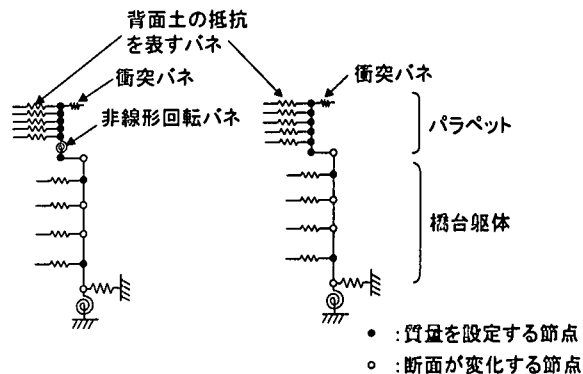 背面土の抵抗
を表すバネ
衝突バネ
衝突バネ
非線形回転バネ
パラペット
橋台躯体
● :質量を設定する節点
○ :断面が変化する節点